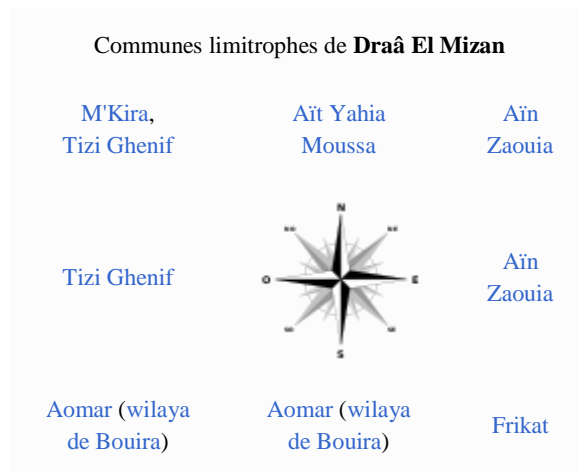 Communes limitrophes de Draâ El Mizan
M'Kira,
Tizi Ghenif
Aït Yahia
Moussa
Aïn
Zaouia
N
Tizi Ghenif
O
E
Aïn
Zaouia
S
Aomar (wilaya
de Bouira)
Aomar (wilaya
de Bouira)
Frikat